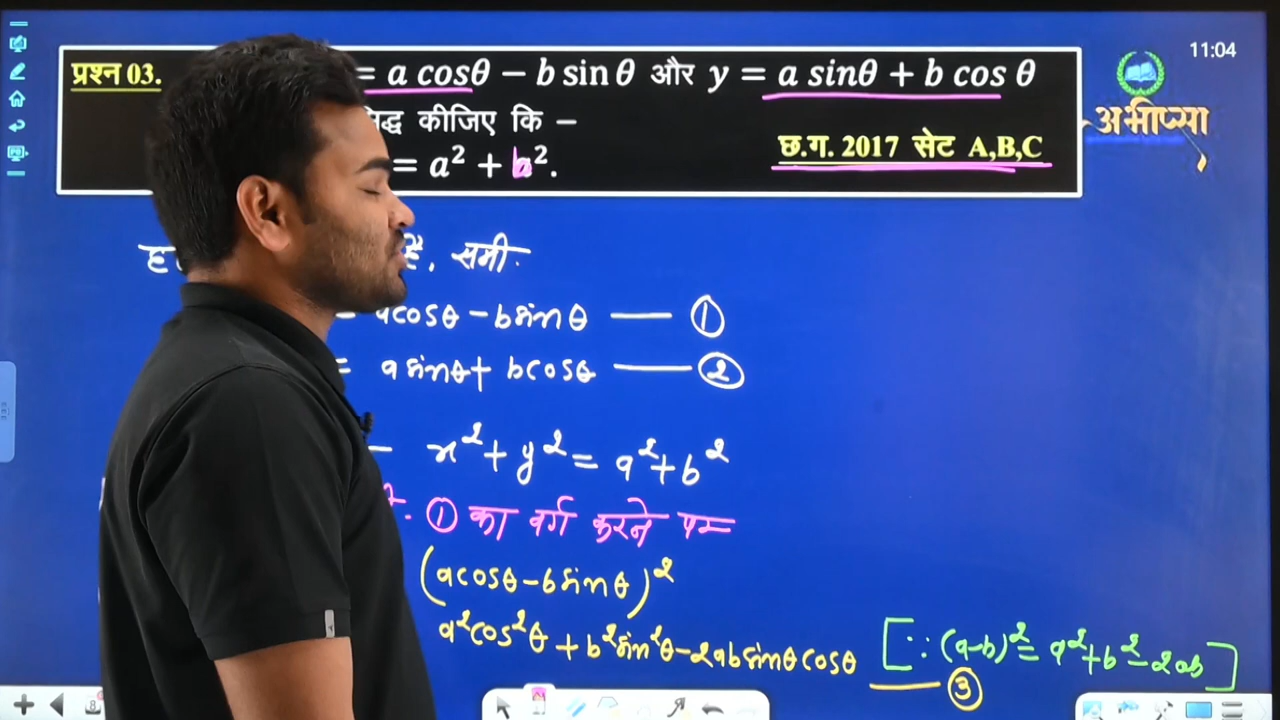 11:04
प्रश्न 03. = a cosθ − b sin θ और y = a sinθ + b cos θ
कीजिए कि −
= a² + b².
छ.ग. 2017 सेट A,B,C
अभीप्सा
समी.
acosθ − bsinθ — ①
= asinθ + bcosθ — ②
− x² + y² = a² + b²
① का वर्ग करने पर
(acosθ − bsinθ)²
a²cos²θ + b²sin²θ − 2absinθcosθ [∵ (a−b)² = a² + b² − 2ab]
— ③